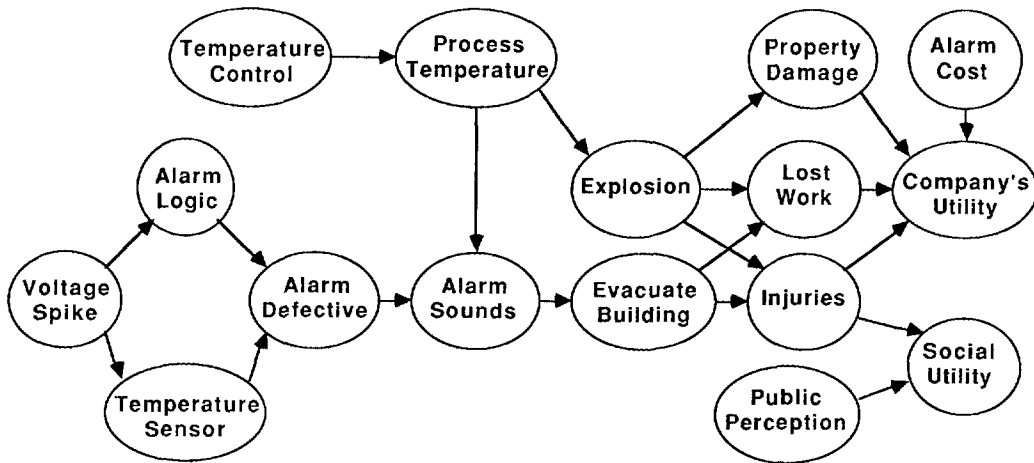 Temperature
Control
Process
Temperature
Property
Damage
Alarm
Cost
Alarm
Logic
Explosion
Lost
Work
Company's
Utility
Voltage
Spike
Alarm
Defective
Alarm
Sounds
Evacuate
Building
Injuries
Social
Utility
Temperature
Sensor
Public
Perception